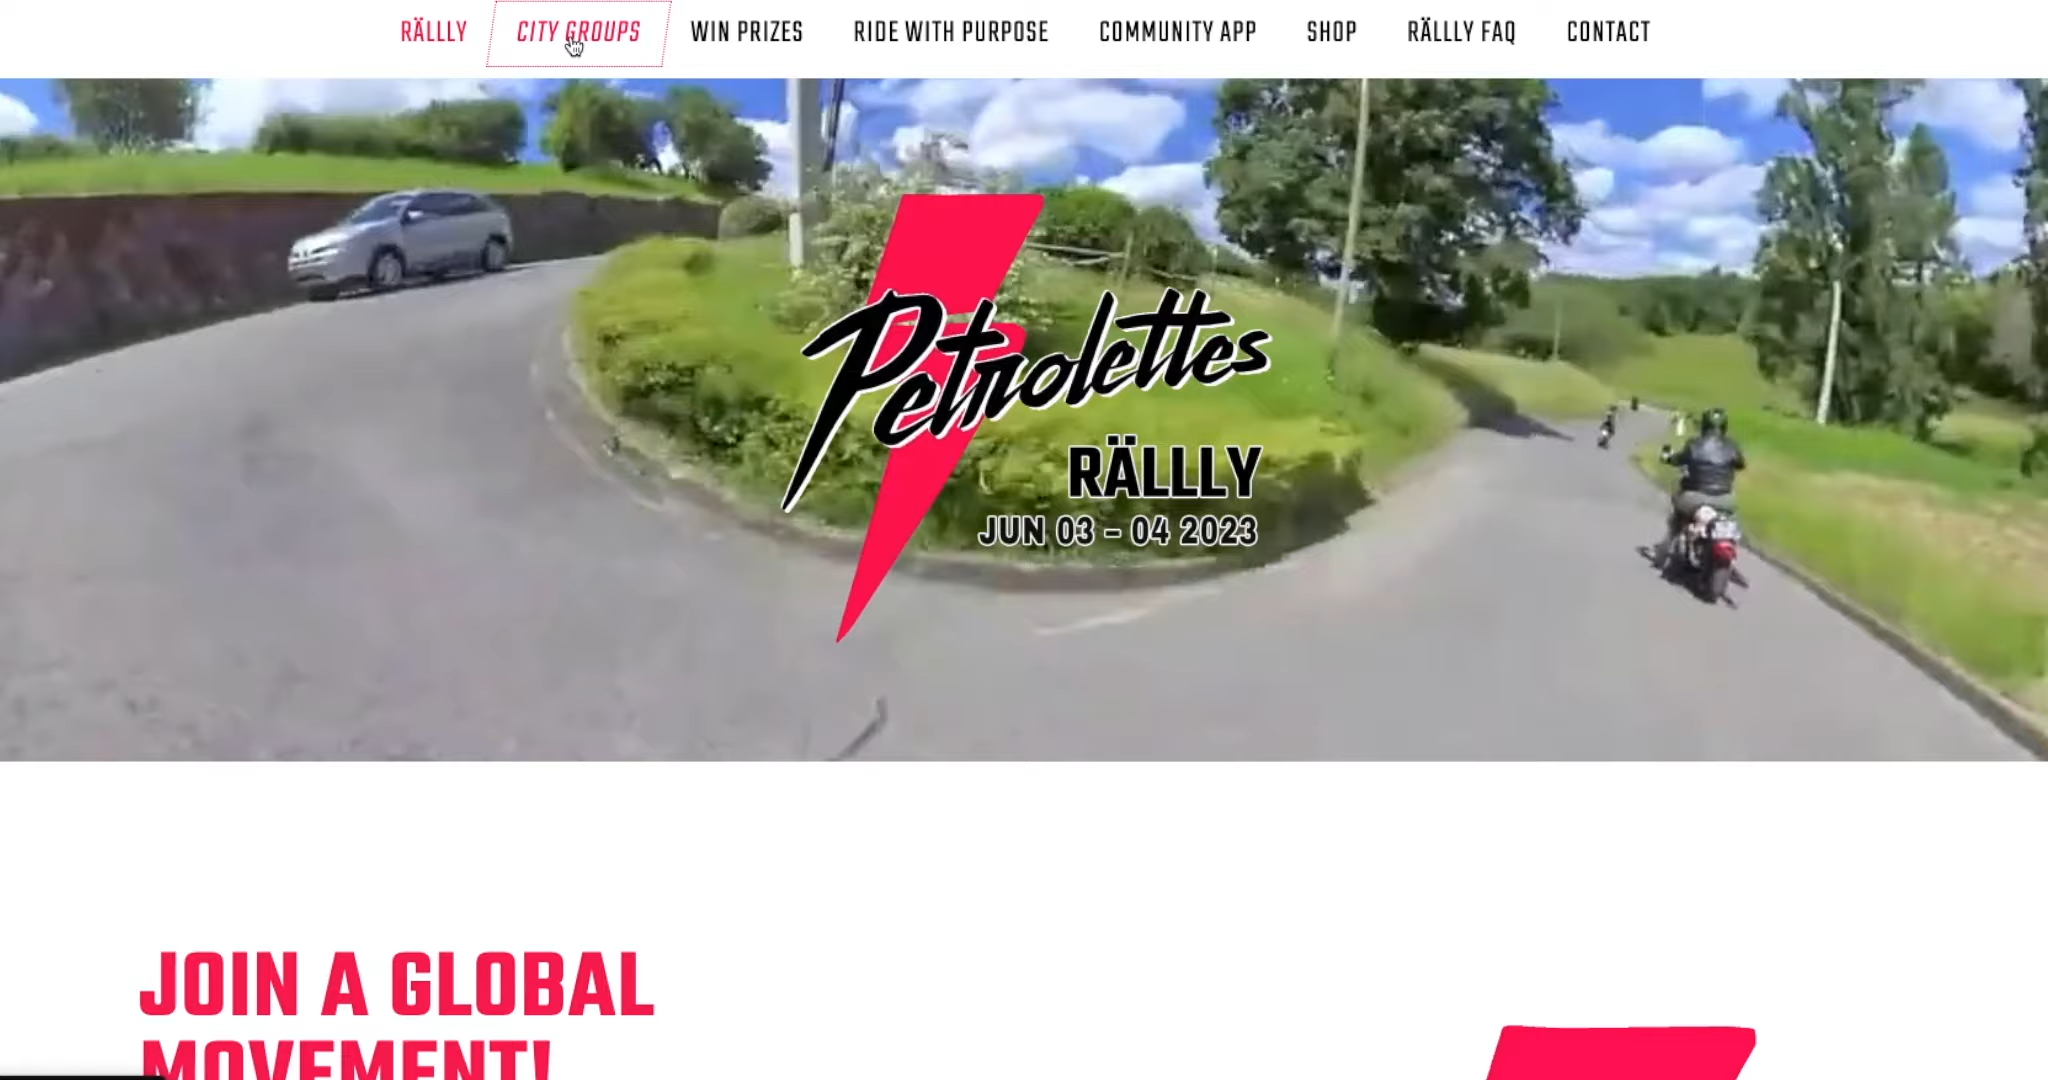 RÄLLLY CITY GROUPS WIN PRIZES RIDE WITH PURPOSE COMMUNITY APP SHOP RÄLLLY FAQ CONTACT
Petrolettes
RÄLLLY
JUN 03 - 04 2023
JOIN A GLOBAL
MOVEMENT!